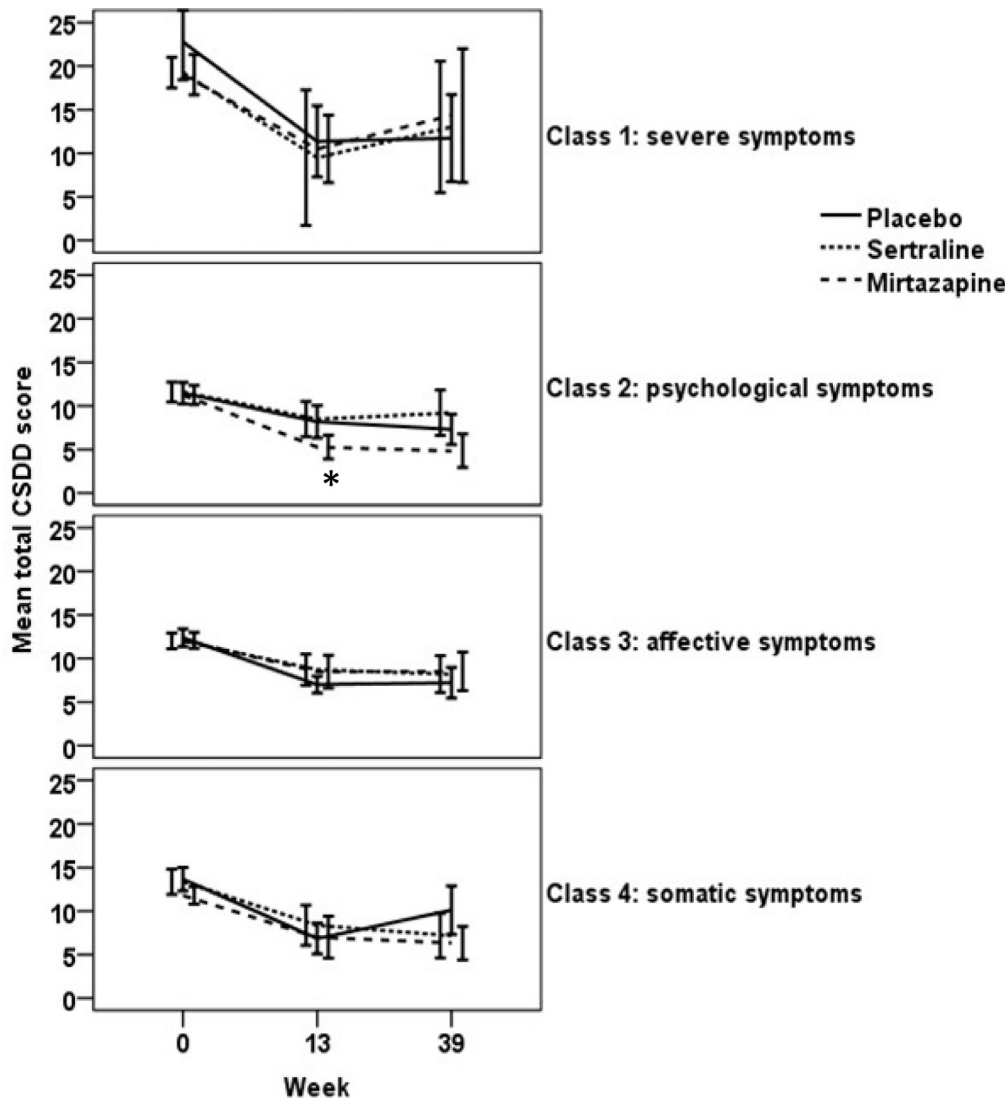 Mean total CSDD score
25
20
15
10
5
0
Class 1: severe symptoms
Placebo
Sertraline
Mirtazapine
25
20
15
10
5
0
*
Class 2: psychological symptoms
25
20
15
10
5
0
Class 3: affective symptoms
25
20
15
10
5
0
Class 4: somatic symptoms
0 13 39
Week